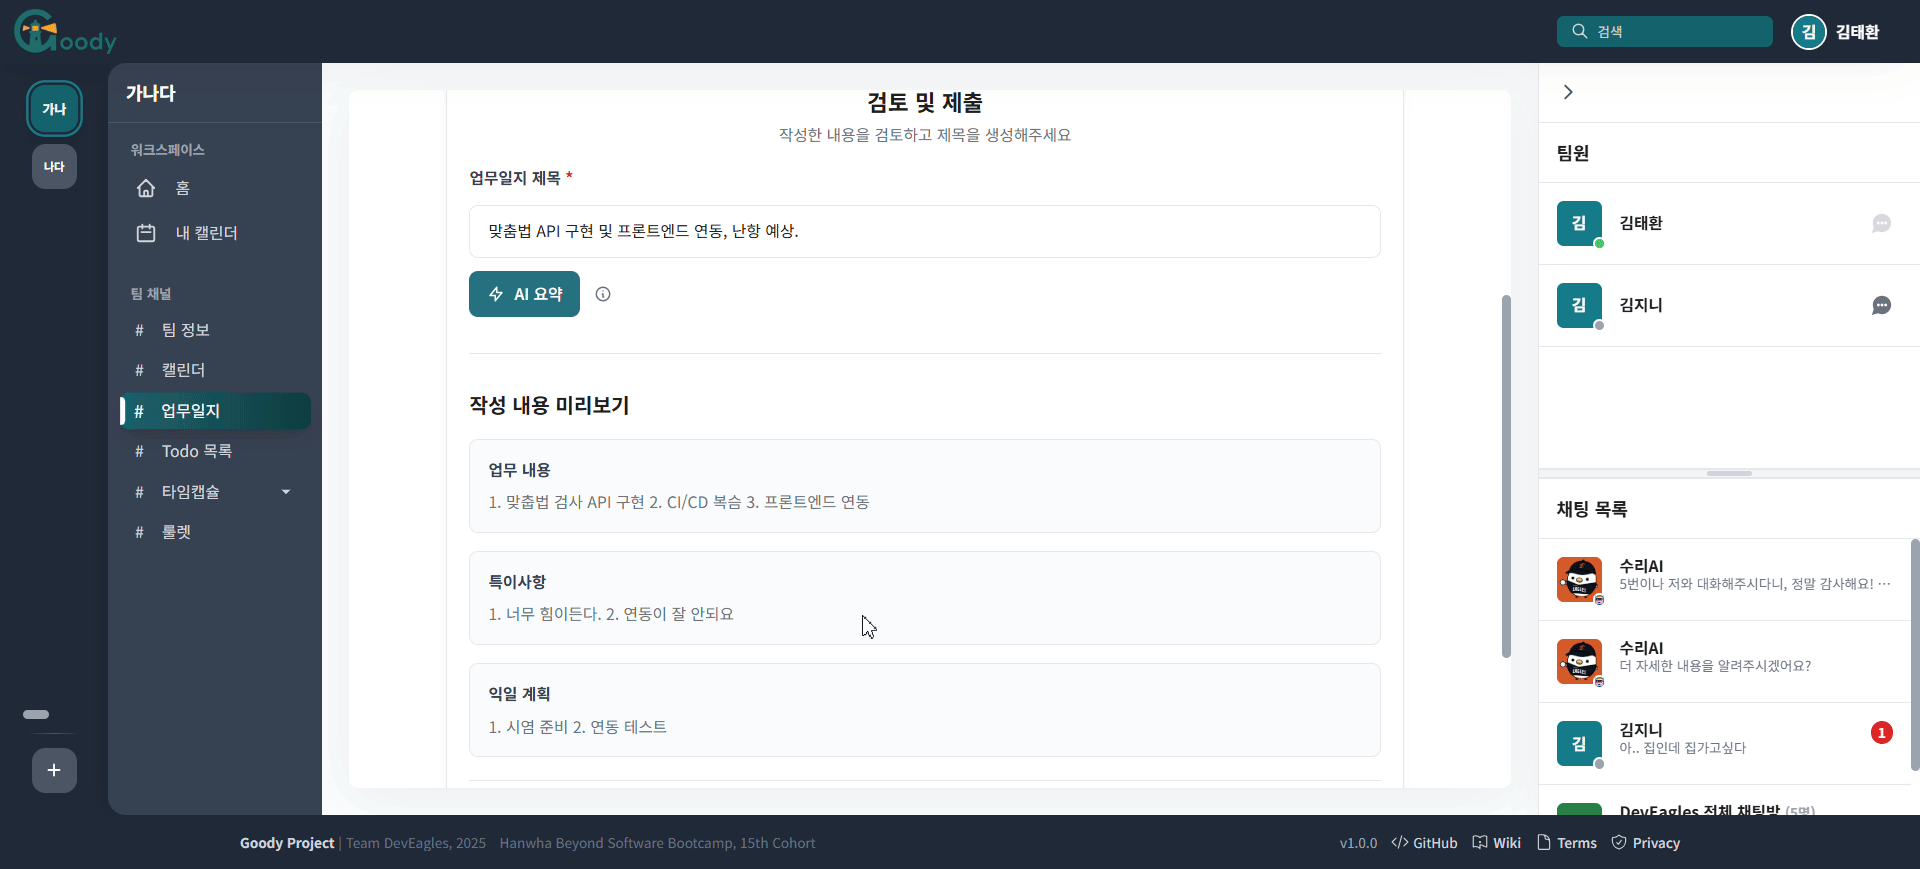 Goody
검색
김
김태환
가나
나다
가나다
워크스페이스
홈
내 캘린더
팀 채널
# 팀 정보
# 캘린더
# 업무일지
# Todo 목록
# 타임캡슐
# 룰렛
+
검토 및 제출
작성한 내용을 검토하고 제목을 생성해주세요
업무일지 제목 *
맞춤법 API 구현 및 프론트엔드 연동, 난항 예상.
AI 요약
작성 내용 미리보기
업무 내용
1. 맞춥법 검사 API 구현 2. CI/CD 복슴 3. 프론트엔드 연동
특이사항
1. 너무 힘이든다. 2. 연동이 잘 안되요
익일 계획
1. 시염 준비 2. 연동 테스트
팀원
김
김태환
김
김지니
채팅 목록
수리AI
5번이나 저와 대화해주시다니, 정말 감사해요! ···
수리AI
더 자세한 내용을 알려주시겠어요?
김
김지니
1
아.. 집인데 집가고싶다
DevEagles 전체 채팅방 (5명)
Goody Project | Team DevEagles, 2025 Hanwha Beyond Software Bootcamp, 15th Cohort
v1.0.0 </> GitHub Wiki Terms Privacy